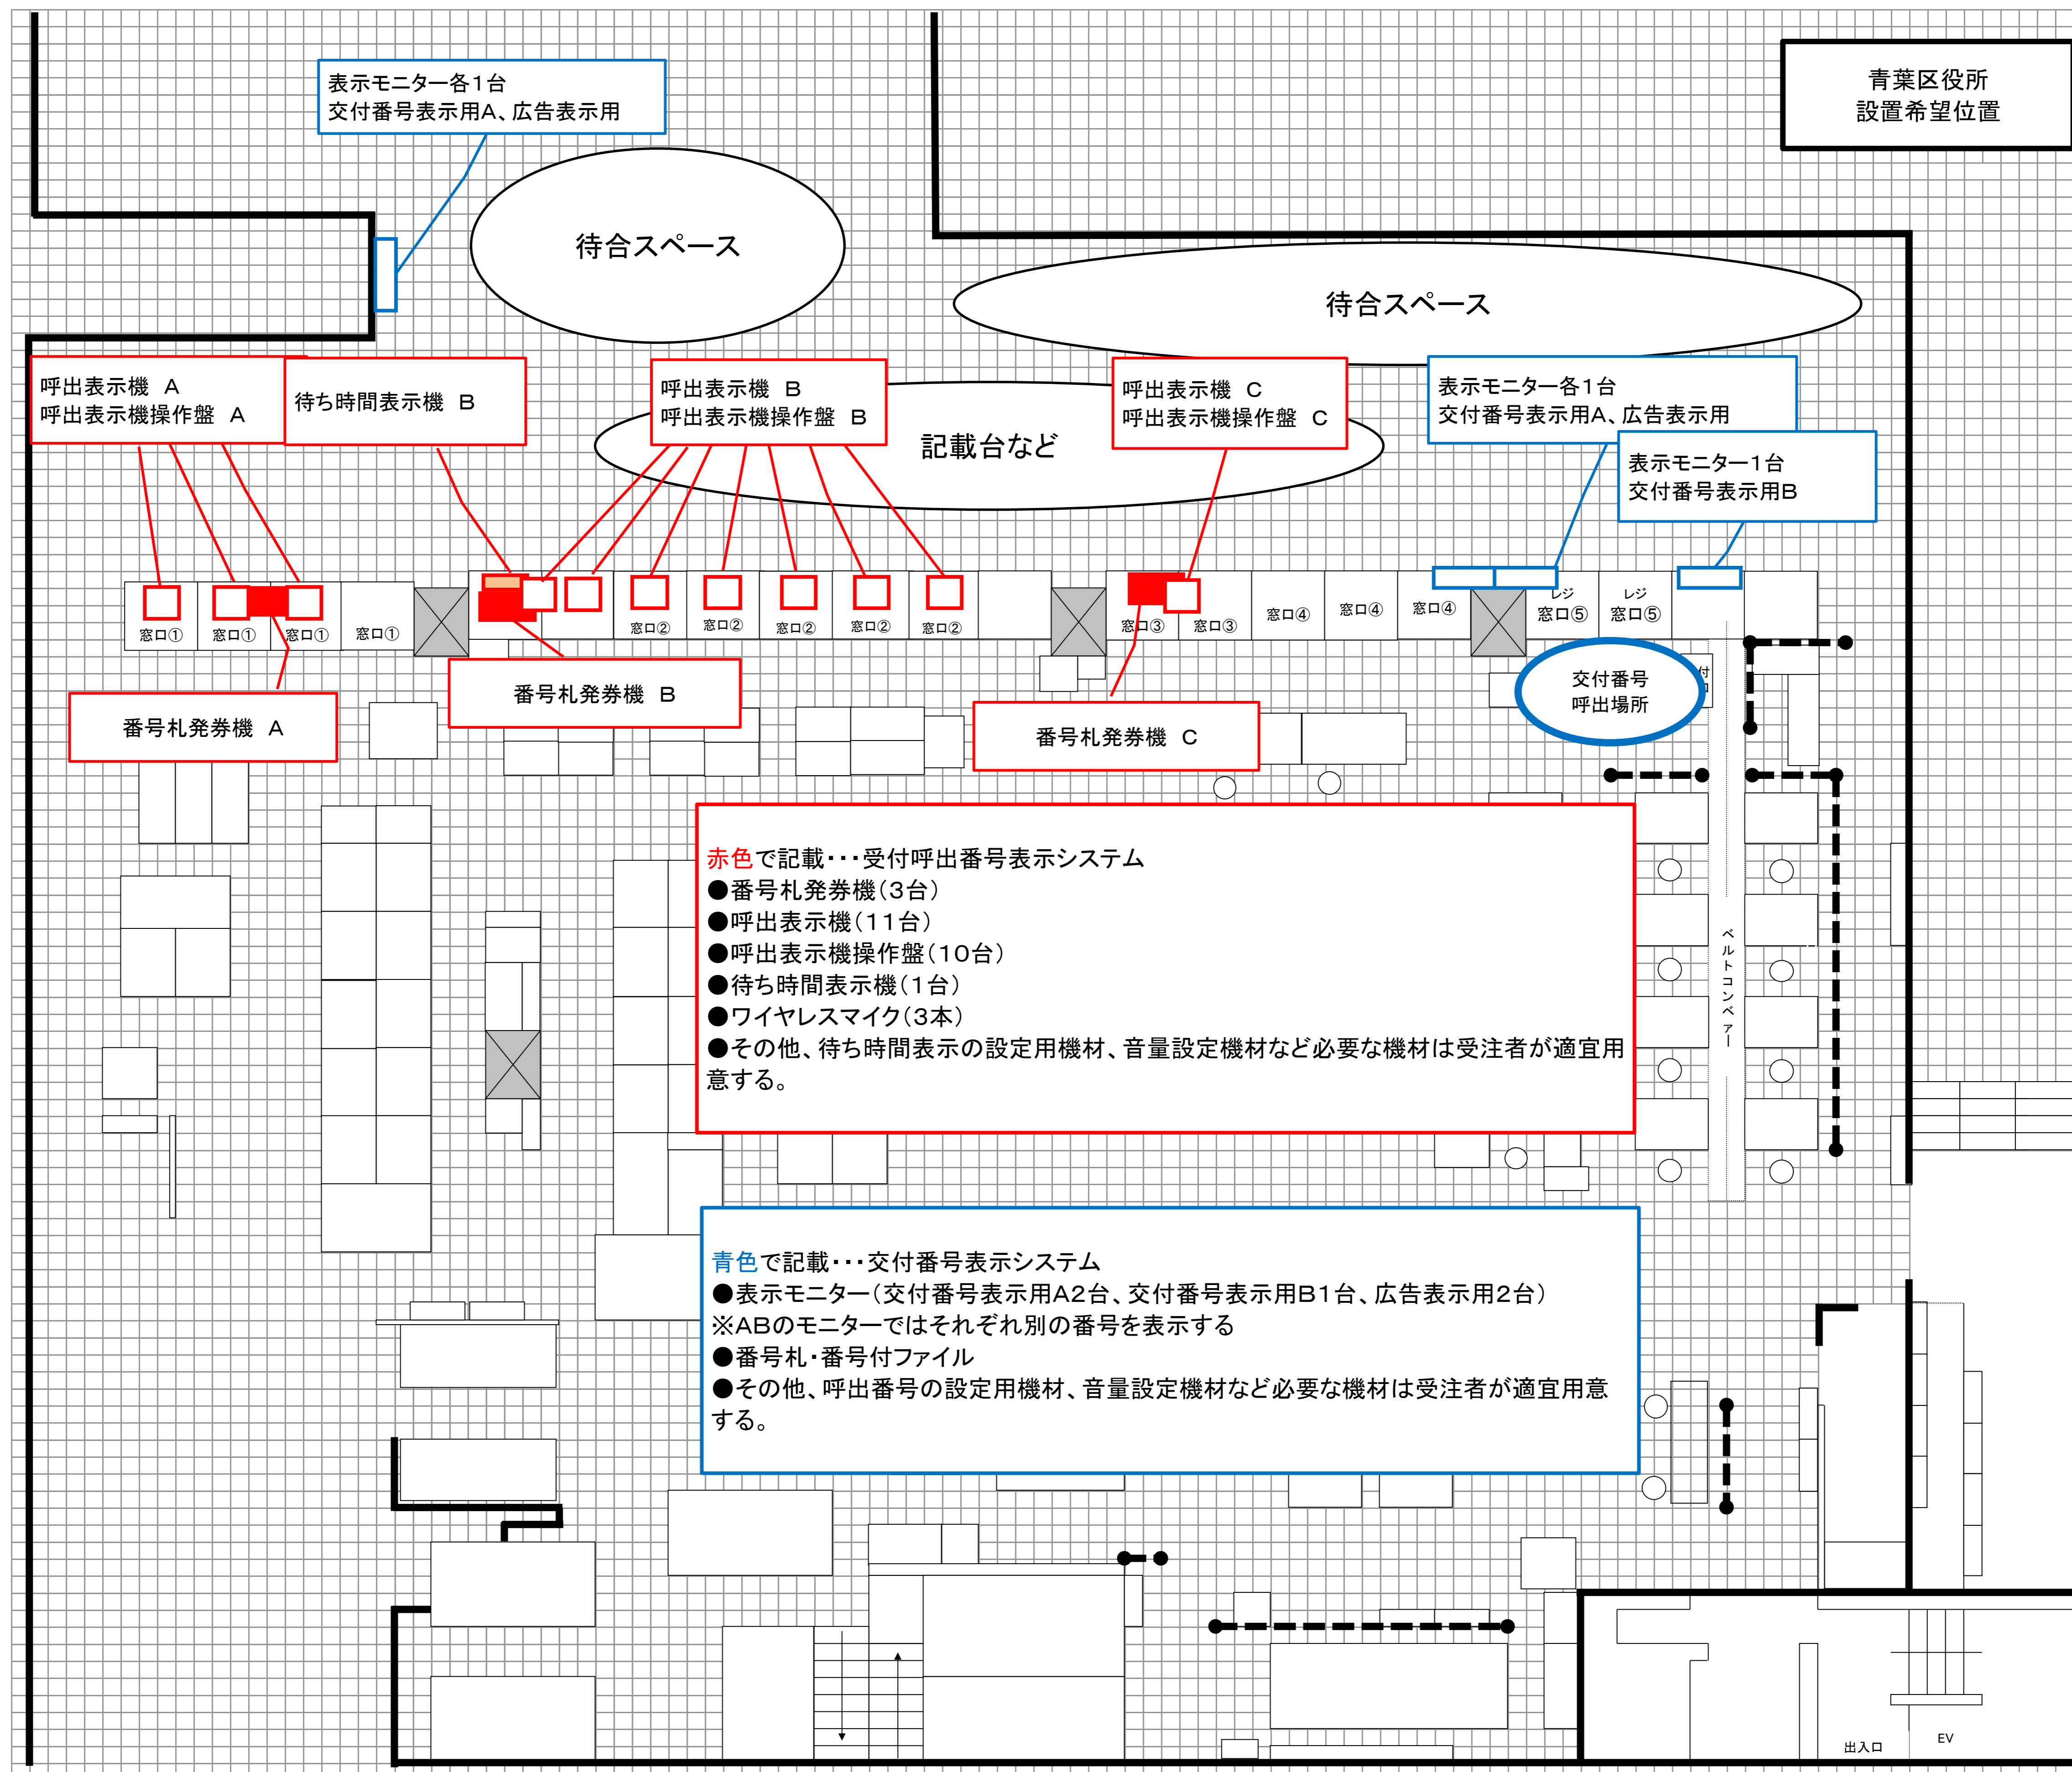 青葉区役所
設置希望位置
表示モニター各1台
交付番号表示用A、広告表示用
待合スペース
待合スペース
呼出表示機 A
呼出表示機操作盤 A
待ち時間表示機 B
呼出表示機 B
呼出表示機操作盤 B
記載台など
呼出表示機 C
呼出表示機操作盤 C
表示モニター各1台
交付番号表示用A、広告表示用
表示モニター1台
交付番号表示用B
窓口①
窓口①
窓口①
窓口①
窓口②
窓口②
窓口②
窓口②
窓口②
窓口③
窓口③
窓口④
窓口④
窓口④
レジ
窓口⑤
レジ
窓口⑤
番号札発券機 A
番号札発券機 B
番号札発券機 C
交付番号
呼出場所
付
赤色で記載・・・受付呼出番号表示システム
●番号札発券機(3台)
●呼出表示機(11台)
●呼出表示機操作盤(10台)
●待ち時間表示機(1台)
●ワイヤレスマイク(3本)
●その他、待ち時間表示の設定用機材、音量設定機材など必要な機材は受注者が適宜用
意する。
ベルトコンベアー
青色で記載・・・交付番号表示システム
●表示モニター(交付番号表示用A2台、交付番号表示用B1台、広告表示用2台)
※ABのモニターではそれぞれ別の番号を表示する
●番号札・番号付ファイル
●その他、呼出番号の設定用機材、音量設定機材など必要な機材は受注者が適宜用意
する。
出入口
EV